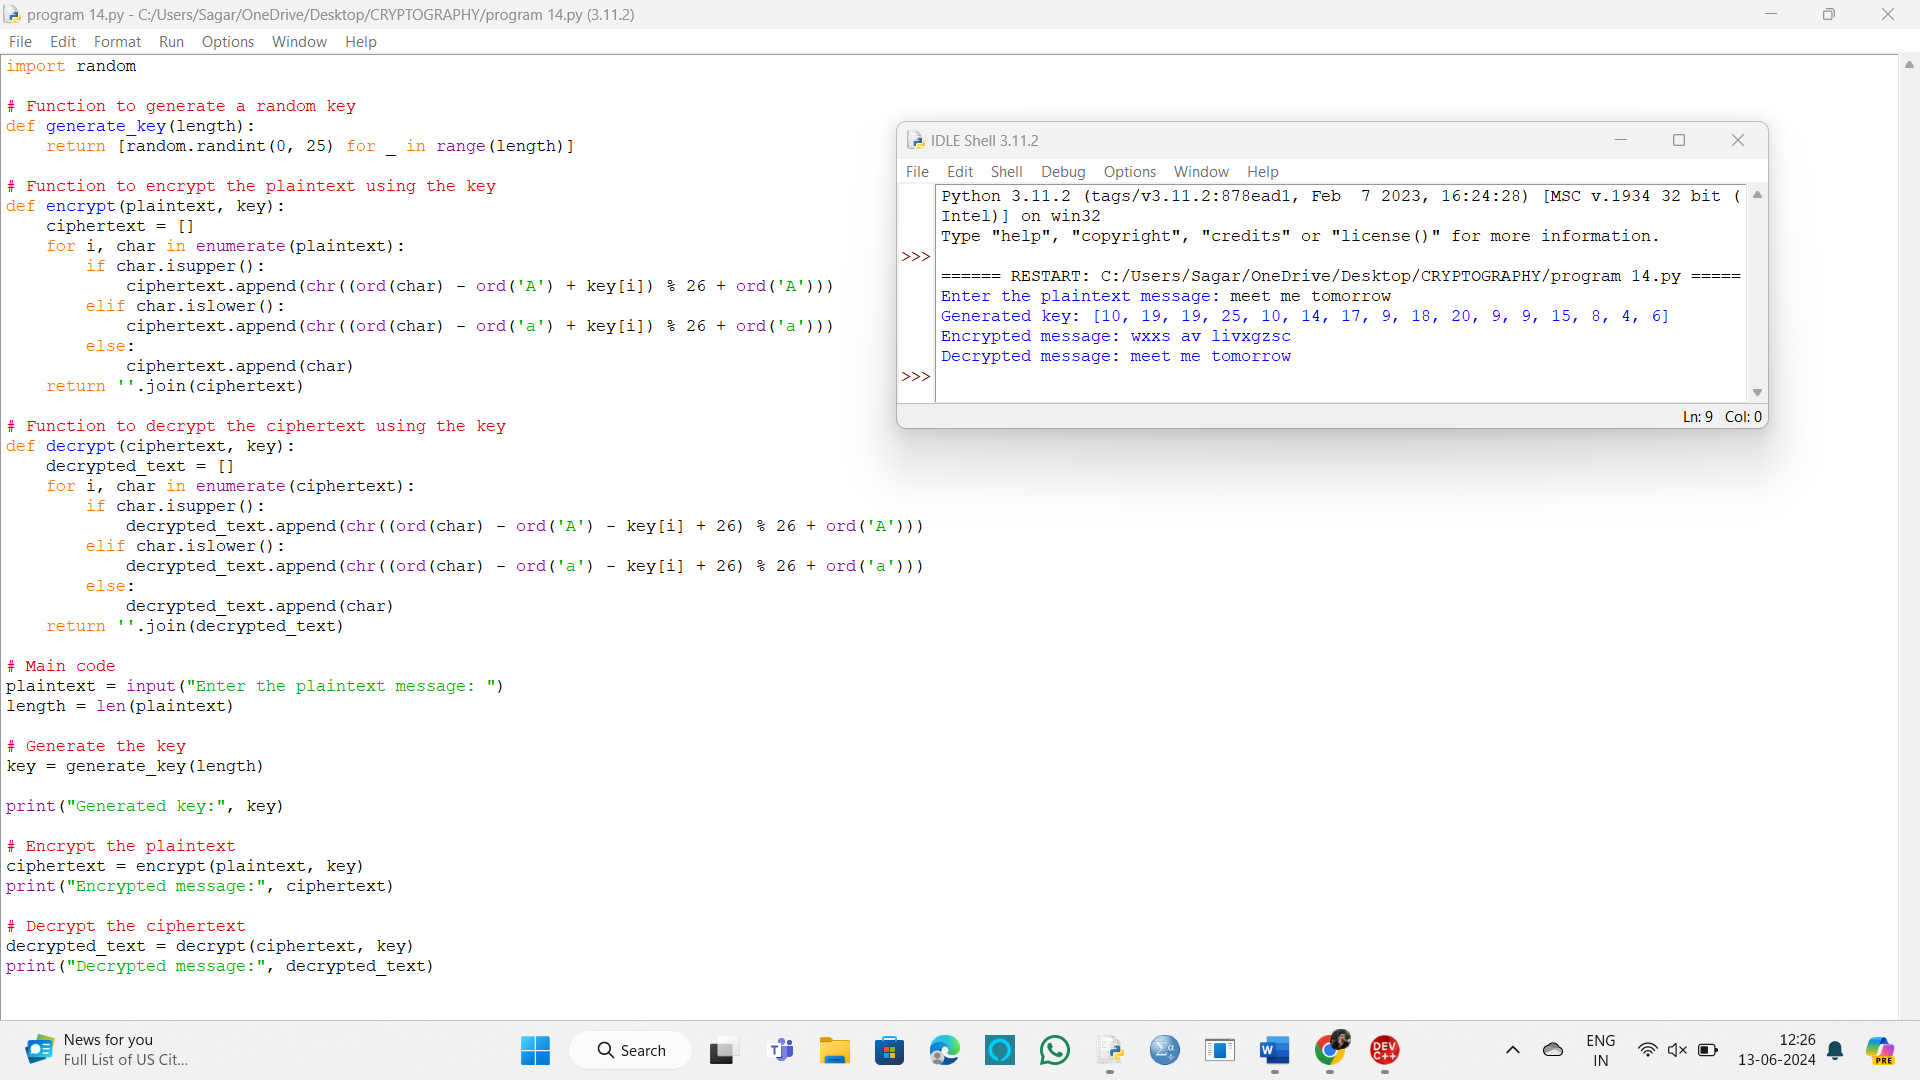 program 14.py - C:/Users/Sagar/OneDrive/Desktop/CRYPTOGRAPHY/program 14.py (3.11.2)
File Edit Format Run Options Window Help
import random

# Function to generate a random key
def generate_key(length):
    return [random.randint(0, 25) for _ in range(length)]

# Function to encrypt the plaintext using the key
def encrypt(plaintext, key):
    ciphertext = []
    for i, char in enumerate(plaintext):
        if char.isupper():
            ciphertext.append(chr((ord(char) - ord('A') + key[i]) % 26 + ord('A')))
        elif char.islower():
            ciphertext.append(chr((ord(char) - ord('a') + key[i]) % 26 + ord('a')))
        else:
            ciphertext.append(char)
    return ''.join(ciphertext)

# Function to decrypt the ciphertext using the key
def decrypt(ciphertext, key):
    decrypted_text = []
    for i, char in enumerate(ciphertext):
        if char.isupper():
            decrypted_text.append(chr((ord(char) - ord('A') - key[i] + 26) % 26 + ord('A')))
        elif char.islower():
            decrypted_text.append(chr((ord(char) - ord('a') - key[i] + 26) % 26 + ord('a')))
        else:
            decrypted_text.append(char)
    return ''.join(decrypted_text)

# Main code
plaintext = input("Enter the plaintext message: ")
length = len(plaintext)

# Generate the key
key = generate_key(length)

print("Generated key:", key)

# Encrypt the plaintext
ciphertext = encrypt(plaintext, key)
print("Encrypted message:", ciphertext)

# Decrypt the ciphertext
decrypted_text = decrypt(ciphertext, key)
print("Decrypted message:", decrypted_text)
IDLE Shell 3.11.2
File Edit Shell Debug Options Window Help
Python 3.11.2 (tags/v3.11.2:878ead1, Feb  7 2023, 16:24:28) [MSC v.1934 32 bit (
Intel)] on win32
Type "help", "copyright", "credits" or "license()" for more information.
>>>
====== RESTART: C:/Users/Sagar/OneDrive/Desktop/CRYPTOGRAPHY/program 14.py =====
Enter the plaintext message: meet me tomorrow
Generated key: [10, 19, 19, 25, 10, 14, 17, 9, 18, 20, 9, 9, 15, 8, 4, 6]
Encrypted message: wxxs av livxgzsc
Decrypted message: meet me tomorrow
>>>
Ln: 9 Col: 0
News for you
Full List of US Cit...
Search
DEV
C++
ENG
IN
12:26
13-06-2024
PRE